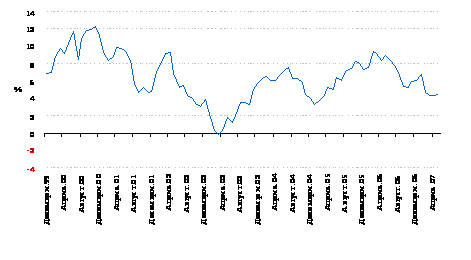 14
12
10
8
6
4
2
0
-2
-4
%
Декември.99
Април.00
Август.00
Декември.00
Април.01
Август.01
Декември.01
Април.02
Август.02
Декември.02
Април.03
Август.03
Декември.03
Април.04
Август.04
Декември.04
Април.05
Август.05
Декември.05
Април.06
Август.06
Декември.06
Април.07